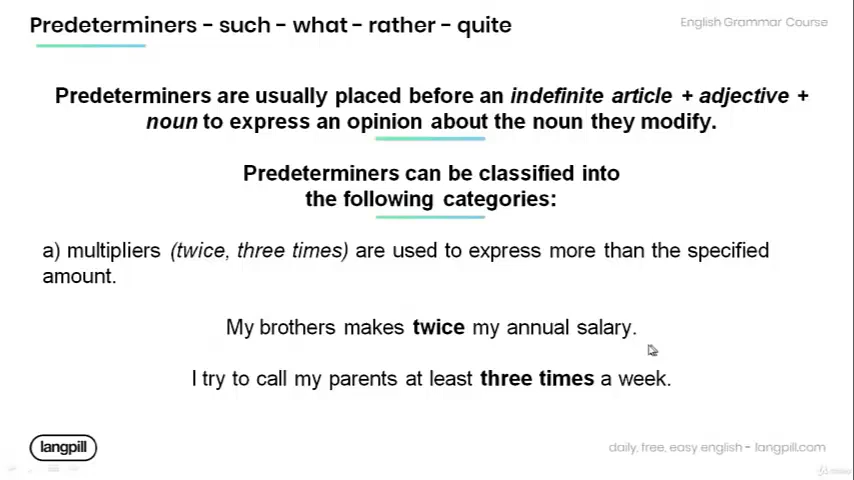 Predeterminers – such – what – rather – quite
English Grammar Course
Predeterminers are usually placed before an indefinite article + adjective +
noun to express an opinion about the noun they modify.
Predeterminers can be classified into
the following categories:
a) multipliers (twice, three times) are used to express more than the specified
amount.
My brothers makes twice my annual salary.
I try to call my parents at least three times a week.
langpill
daily, free, easy english – langpill.com